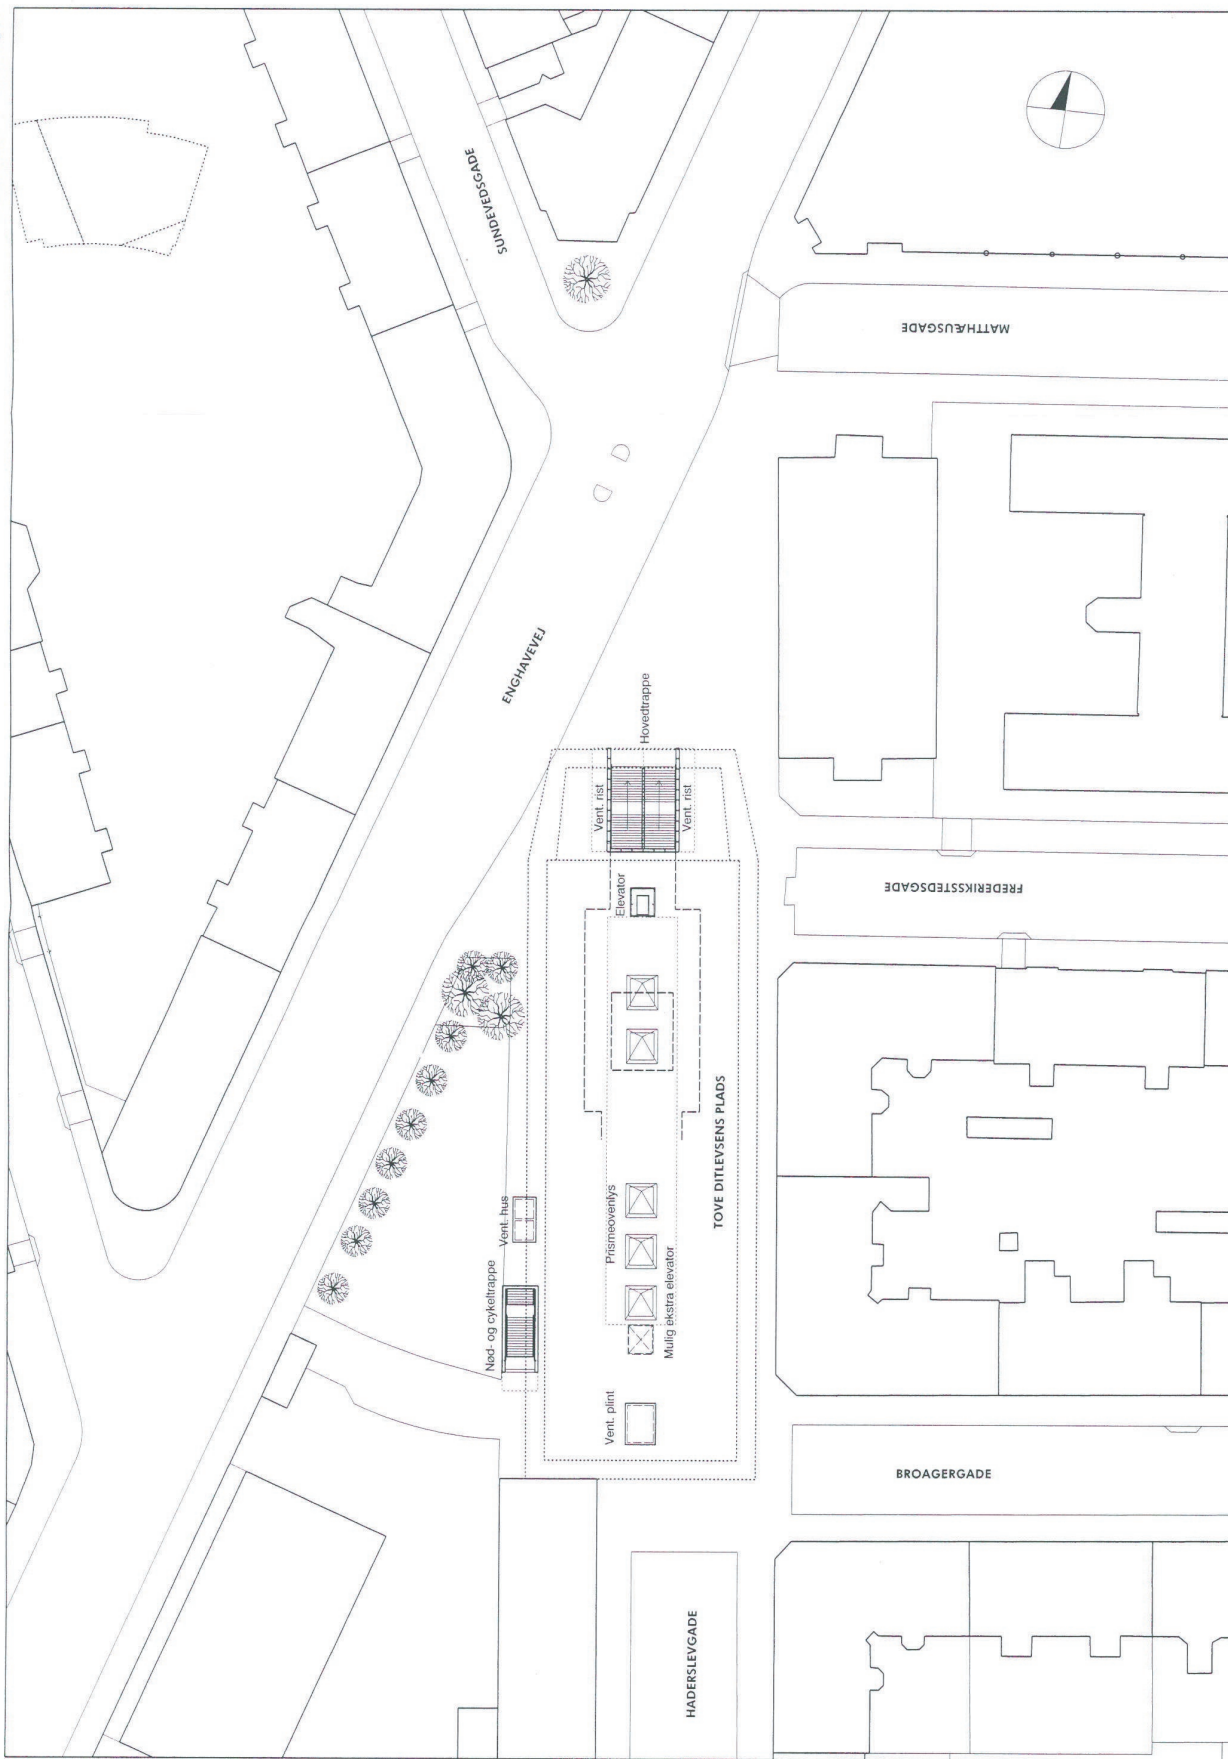 SUNDEVEDSGADE
MATTHÆUSGADE
ENGHAVEVEJ
Hovedtrappe
Vent. rist
Vent. rist
Elevator
FREDERIKSSTEDSGADE
TOVE DITLEVSENS PLADS
Prismeovenlys
Vent. hus
Nød- og cykeltrappe
Mulig ekstra elevator
Vent. plint
BROAGERGADE
HADERSLEVGADE